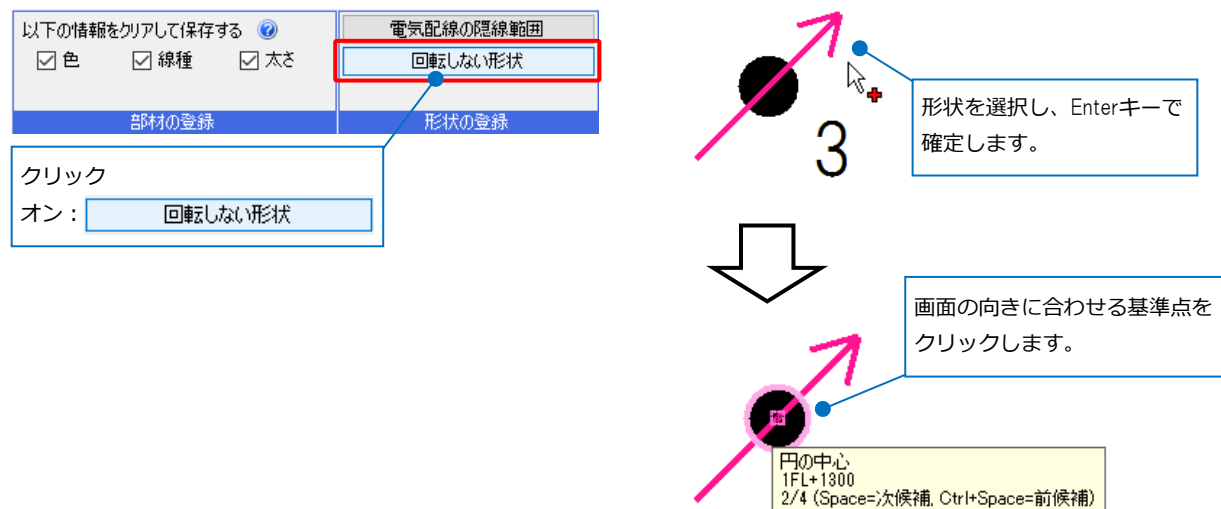 以下の情報をクリアして保存する
色 線種 太さ
部材の登録
電気配線の隠線範囲
回転しない形状
形状の登録
クリック
オン： 回転しない形状
3
形状を選択し、Enterキーで
確定します。
画面の向きに合わせる基準点を
クリックします。
円の中心
1FL+1300
2/4 (Space=次候補, Ctrl+Space=前候補)